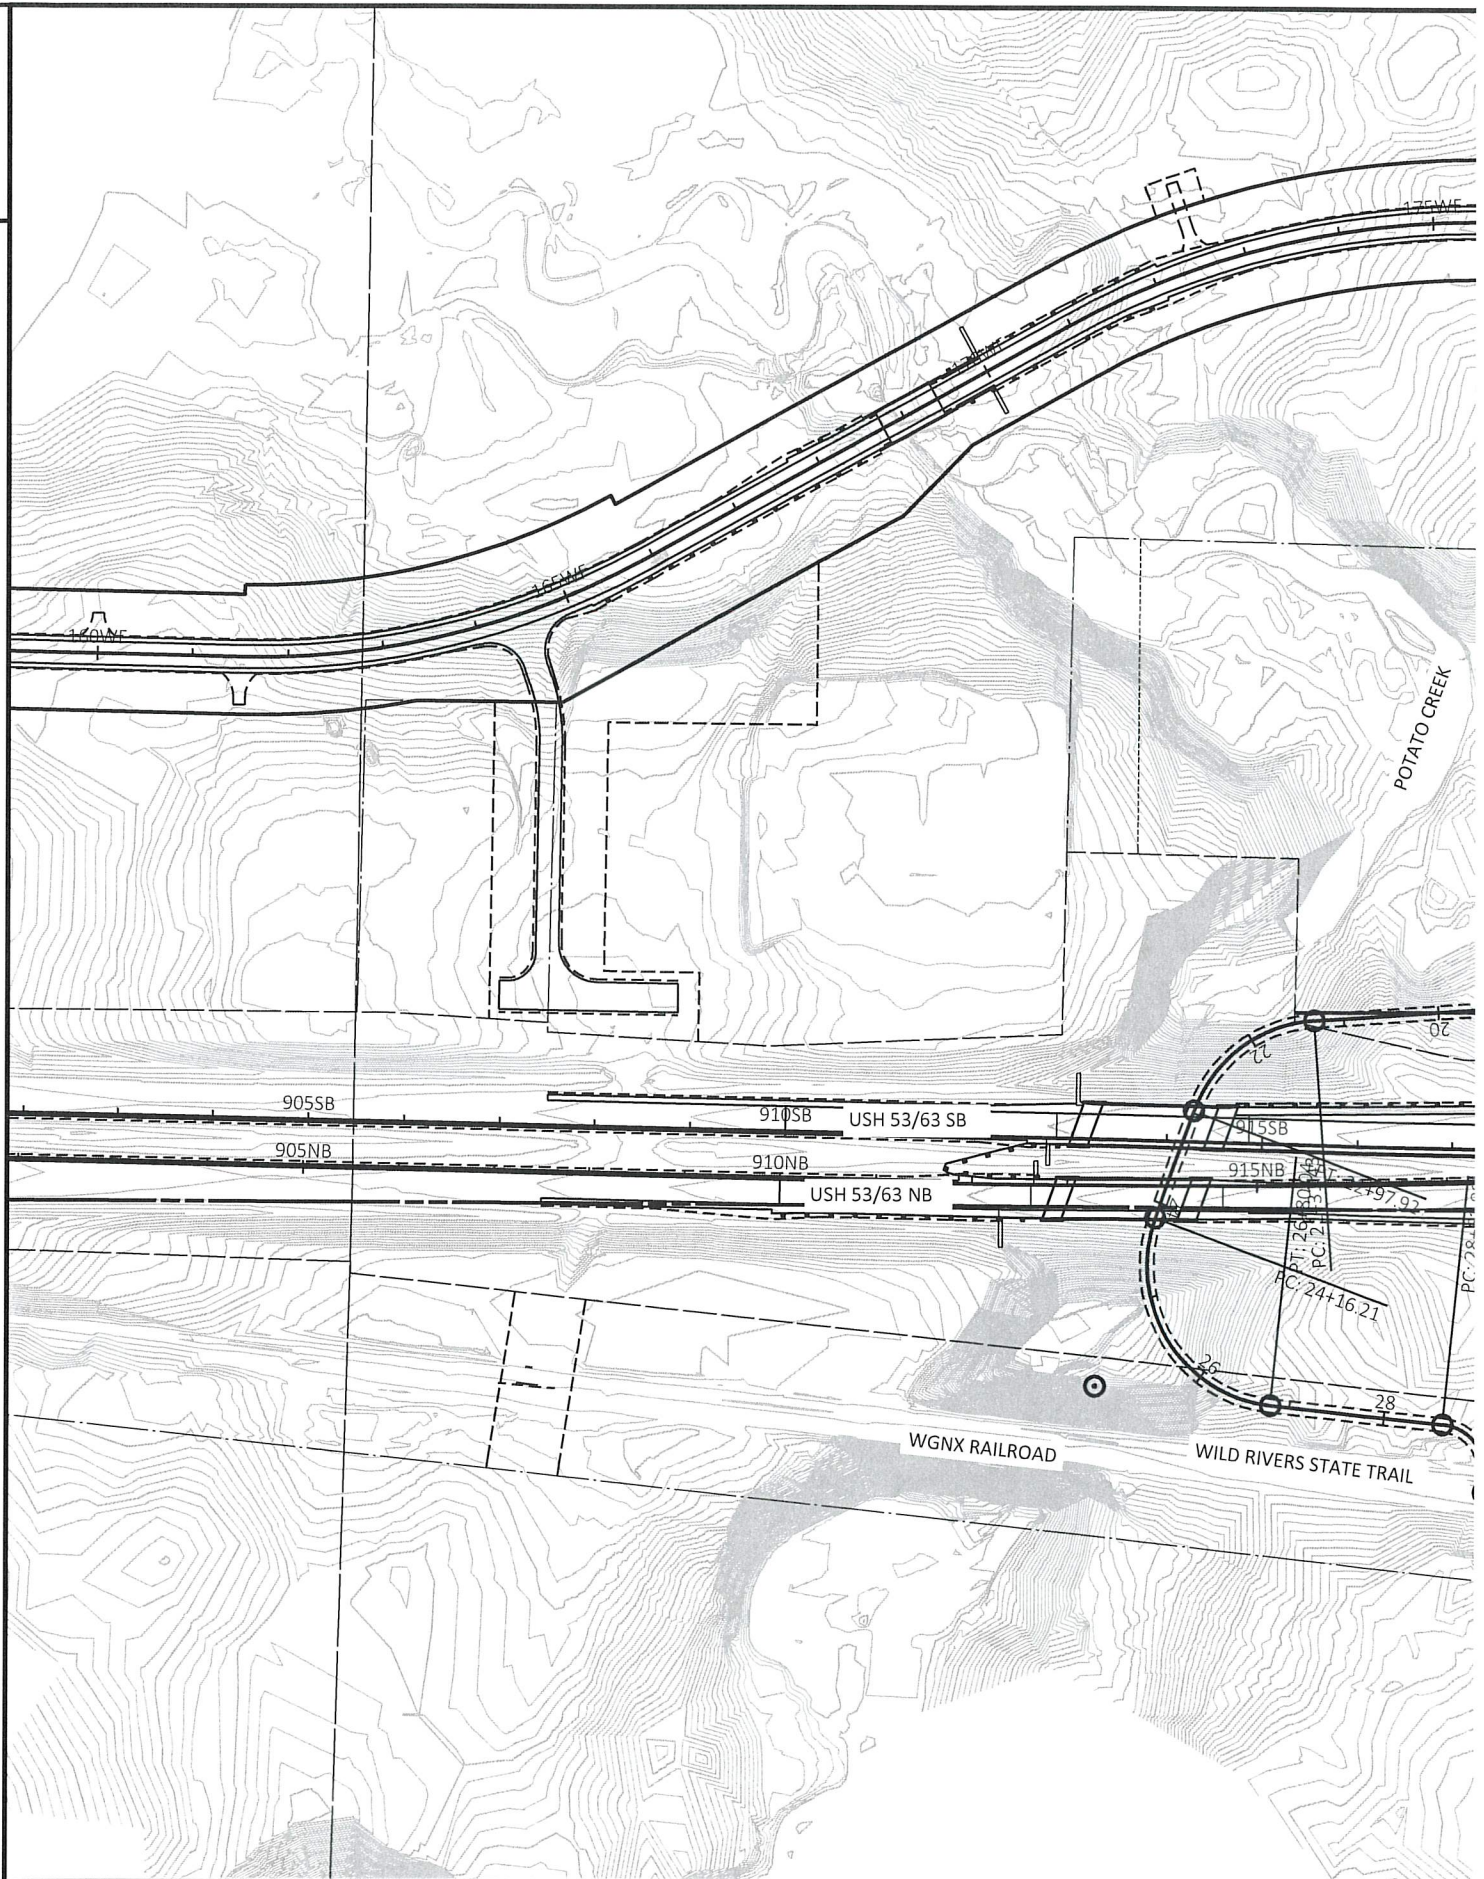 175WF
165WF
160WF
POTATO CREEK
20
22
905SB
910SB
USH 53/63 SB
915SB
905NB
910NB
915NB
USH 53/63 NB
PC: 24+16.21
26
28
WGNX RAILROAD
WILD RIVERS STATE TRAIL